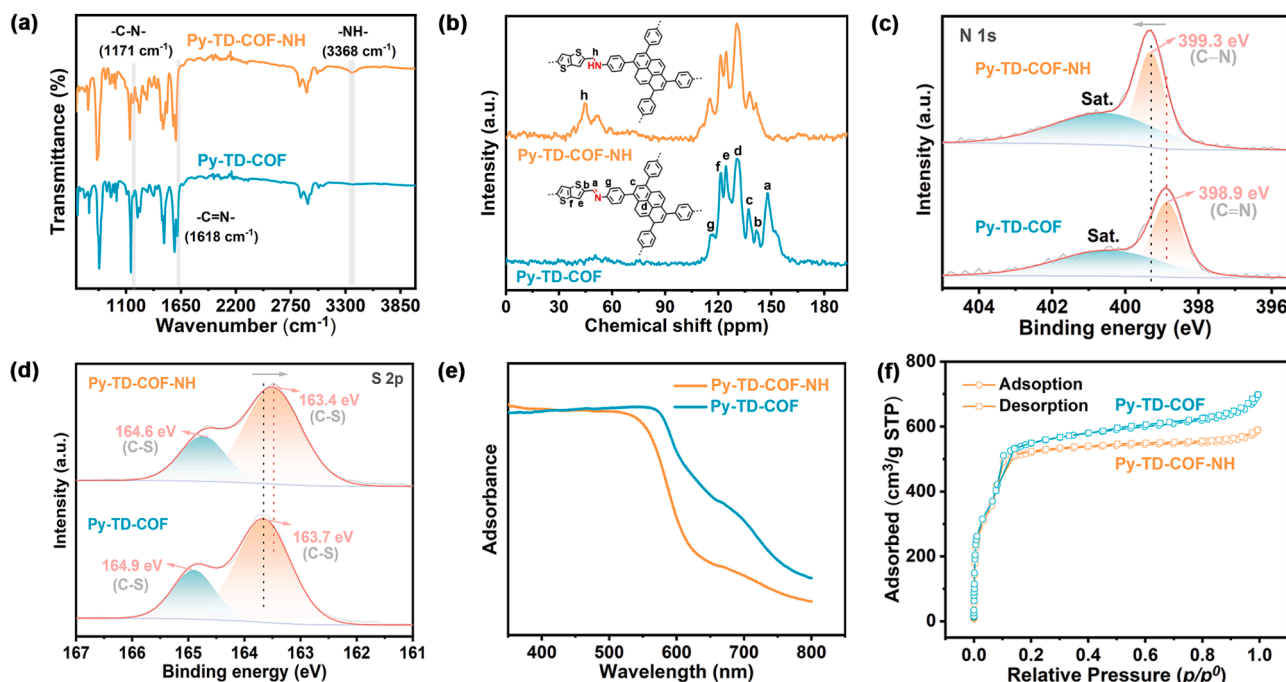 (a)
-C-N-
(1171 cm⁻¹)
Py-TD-COF-NH
-NH-
(3368 cm⁻¹)
Py-TD-COF
-C=N-
(1618 cm⁻¹)
Transmittance (%)
1100 1650 2200 2750 3300 3850
Wavenumber (cm⁻¹)
(b)
h
S
S
HN
h
Py-TD-COF-NH
S
S
f
e
b
a
N
g
c
d
f
e
d
a
c
b
g
Py-TD-COF
Intensity (a.u.)
0 30 60 90 120 150 180
Chemical shift (ppm)
(c)
N 1s
399.3 eV
(C–N)
Py-TD-COF-NH
Sat.
398.9 eV
(C=N)
Py-TD-COF
Sat.
Intensity (a.u.)
404 402 400 398 396
Binding energy (eV)
(d)
S 2p
Py-TD-COF-NH
163.4 eV
(C-S)
164.6 eV
(C-S)
Py-TD-COF
163.7 eV
(C-S)
164.9 eV
(C-S)
Intensity (a.u.)
167 166 165 164 163 162 161
Binding energy (eV)
(e)
Py-TD-COF-NH
Py-TD-COF
Adsorbance
400 500 600 700 800
Wavelength (nm)
(f)
Adsoption
Desorption
Py-TD-COF
Py-TD-COF-NH
Adsorbed (cm³/g STP)
800
700
600
500
400
300
200
100
0
0.0 0.2 0.4 0.6 0.8 1.0
Relative Pressure (p/p⁰)